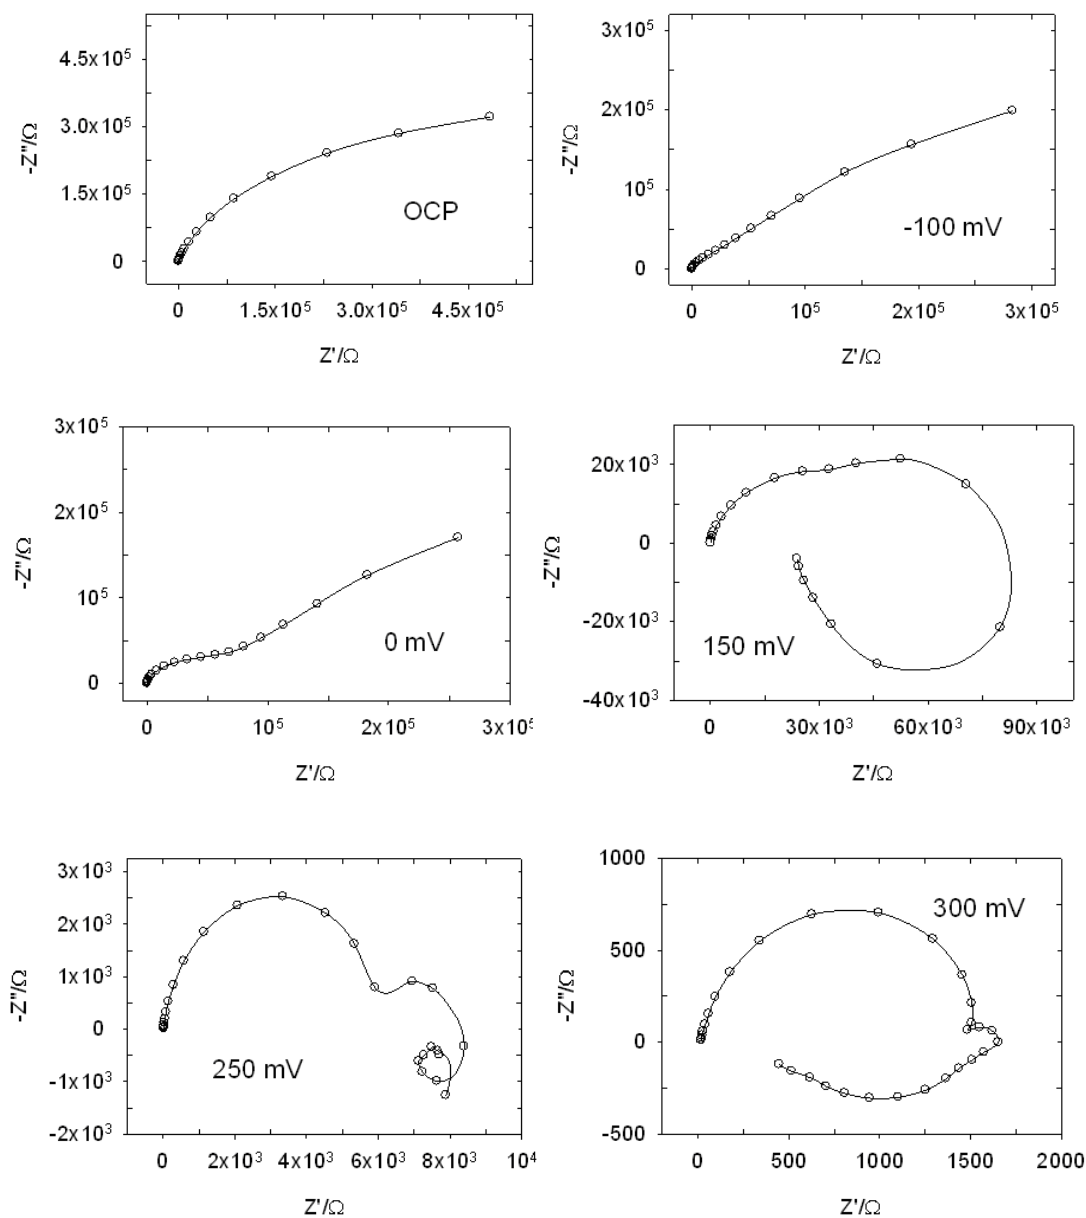 4.5x10⁵
3.0x10⁵
1.5x10⁵
0
-Z"/Ω
OCP
0
1.5x10⁵
3.0x10⁵
4.5x10⁵
Z'/Ω
3x10⁵
2x10⁵
10⁵
0
-Z"/Ω
-100 mV
0
10⁵
2x10⁵
3x10⁵
Z'/Ω
3x10⁵
2x10⁵
10⁵
0
-Z"/Ω
0 mV
0
10⁵
2x10⁵
3x10⁵
Z'/Ω
20x10³
0
-20x10³
-40x10³
-Z"/Ω
150 mV
0
30x10³
60x10³
90x10³
Z'/Ω
3x10³
2x10³
1x10³
0
-1x10³
-2x10³
-Z"/Ω
250 mV
0
2x10³
4x10³
6x10³
8x10³
10⁴
Z'/Ω
1000
500
0
-500
-Z"/Ω
300 mV
0
500
1000
1500
2000
Z'/Ω